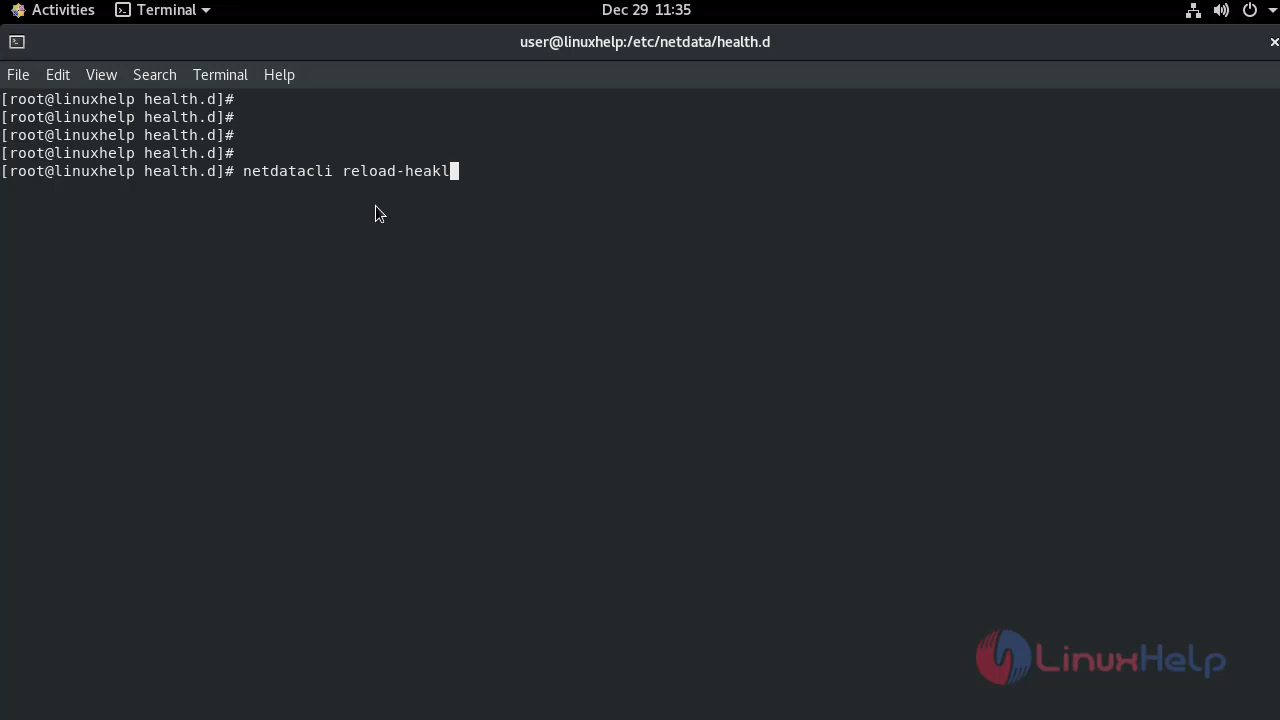 Activities Terminal Dec 29 11:35
user@linuxhelp:/etc/netdata/health.d
File Edit View Search Terminal Help
[root@linuxhelp health.d]#
[root@linuxhelp health.d]#
[root@linuxhelp health.d]#
[root@linuxhelp health.d]#
[root@linuxhelp health.d]# netdatacli reload-heakl
LinuxHelp